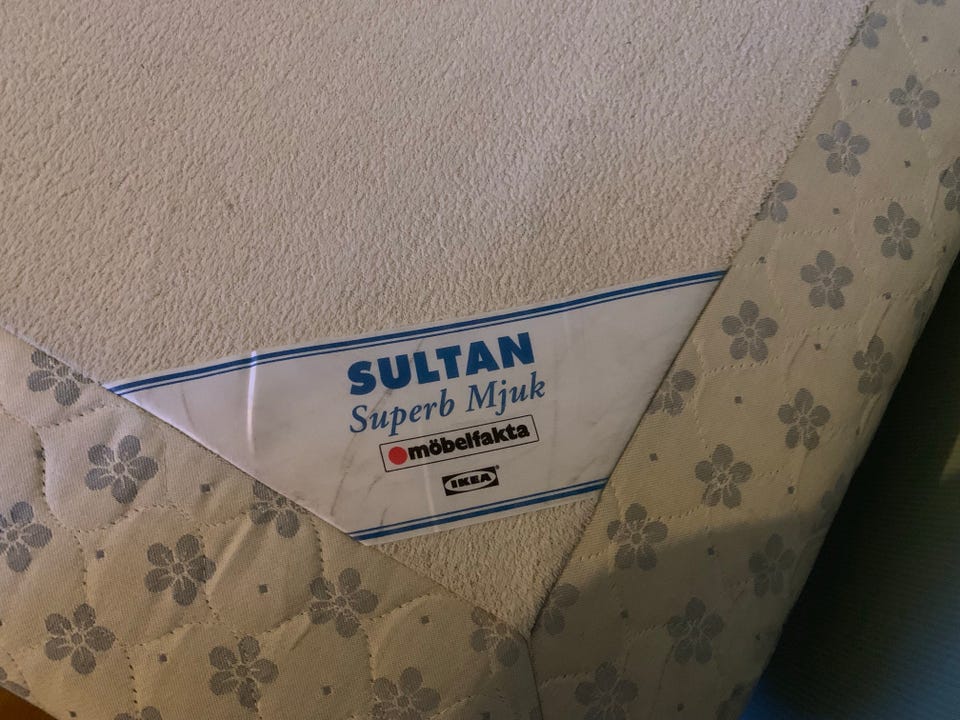 SULTAN
Superb Mjuk
möbelfakta
IKEA